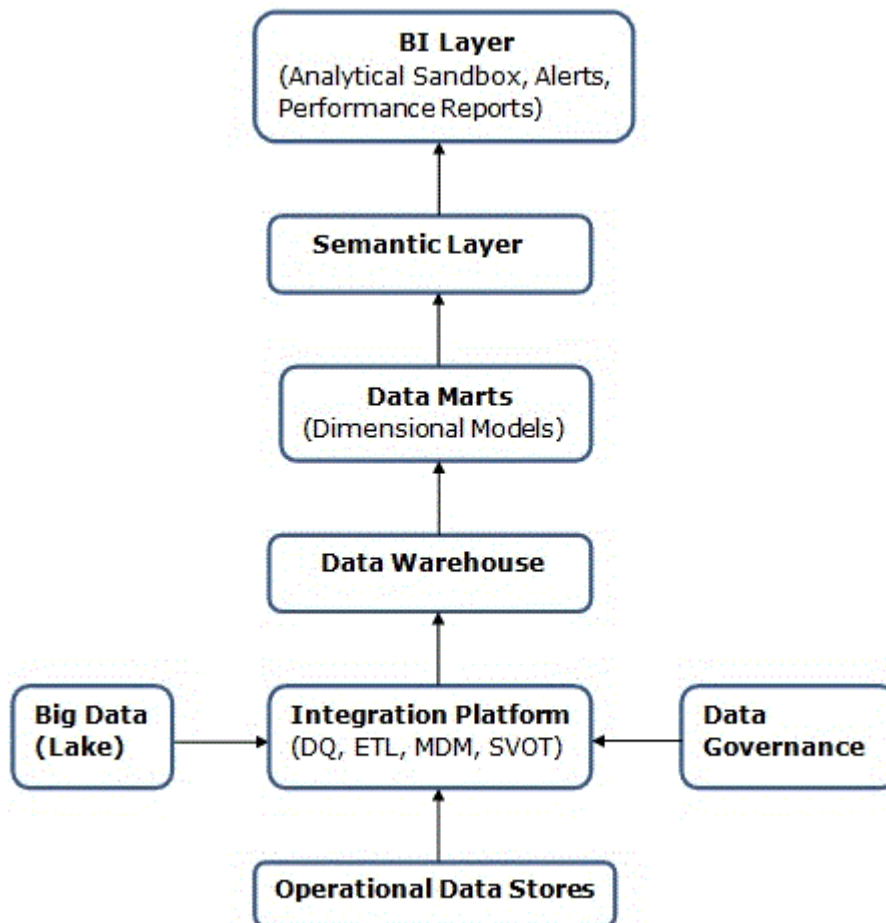 BI Layer
(Analytical Sandbox, Alerts,
Performance Reports)
Semantic Layer
Data Marts
(Dimensional Models)
Data Warehouse
Big Data
(Lake)
Integration Platform
(DQ, ETL, MDM, SVOT)
Data
Governance
Operational Data Stores